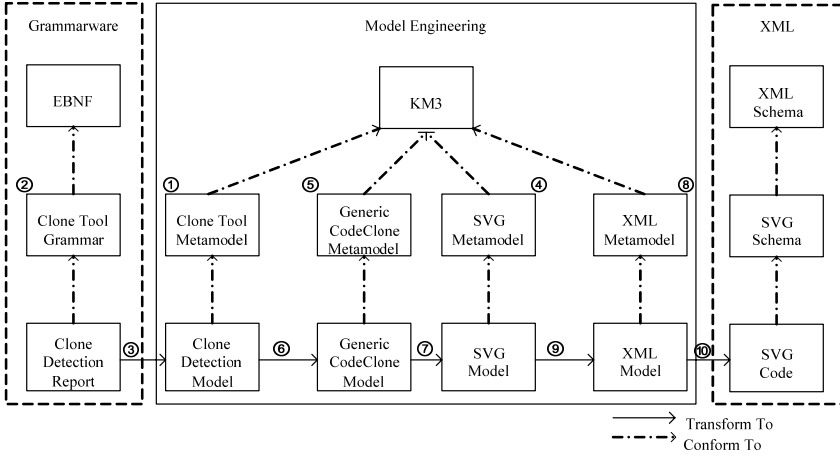 Grammarware
Model Engineering
XML
EBNF
KM3
XML
Schema
②
①
⑤
④
⑧
Clone Tool
Grammar
Clone Tool
Metamodel
Generic
CodeClone
Metamodel
SVG
Metamodel
XML
Metamodel
SVG
Schema
Clone
Detection
Report
③
Clone
Detection
Model
⑥
Generic
CodeClone
Model
⑦
SVG
Model
⑨
XML
Model
⑩
SVG
Code
Transform To
Conform To